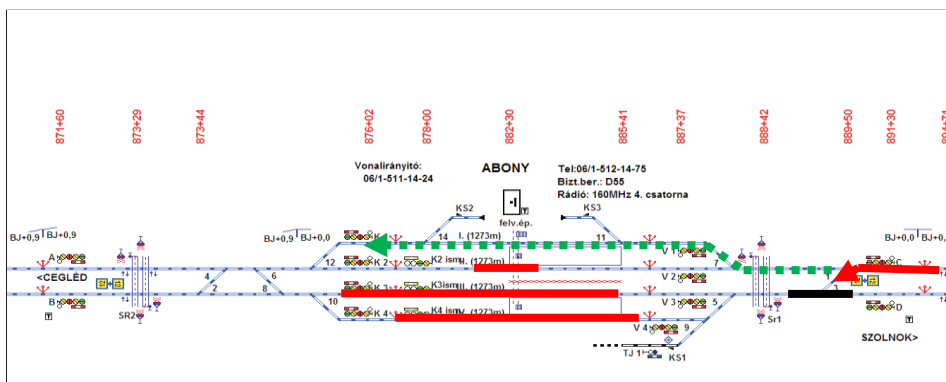 871+60
873+29
873+44
876+02
878+00
882+30
885+41
887+37
888+42
889+50
891+30
Vonalirányító:
06/1-511-14-24
ABONY
Tel:06/1-512-14-75
Bizt.ber.: D55
Rádió: 160MHz 4. csatorna
KS2
KS3
felv.ép.
T
BJ+0,9
BJ+0,9
BJ+0,9
BJ+0,0
BJ+0,0
BJ+0,0
14
I. (1273m)
11
A
12
K 2
K2 ism
II. (1273m)
V 1
V 2
7
1
C
<CEGLÉD
4
6
2
8
B
10
K 3
K3ism
III. (1273m)
V 3
5
3
D
SR2
T
K 4
K4 ism
IV. (1273m)
V 4
9
Sr1
T
SZOLNOK>
TJ 1
KS1